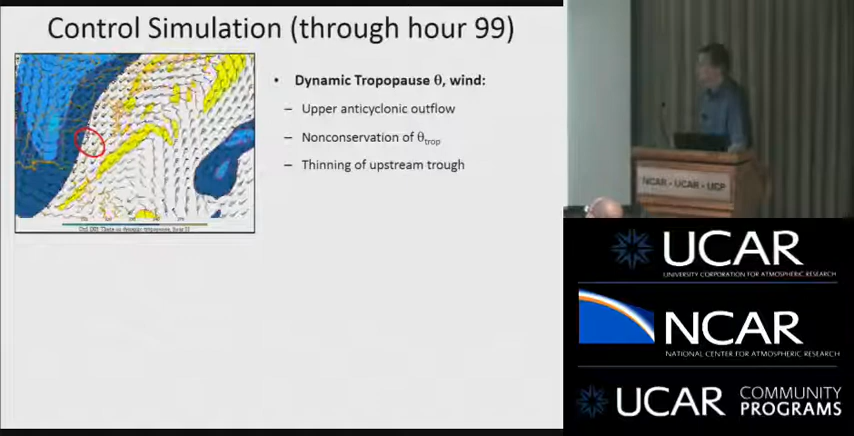 Control Simulation (through hour 99)
• Dynamic Tropopause θ, wind:
– Upper anticyclonic outflow
– Nonconservation of θtrop
– Thinning of upstream trough
NCAR - UCAR - UCP
UCAR
UNIVERSITY CORPORATION FOR ATMOSPHERIC RESEARCH
NCAR
NATIONAL CENTER FOR ATMOSPHERIC RESEARCH
UCAR
COMMUNITY
PROGRAMS